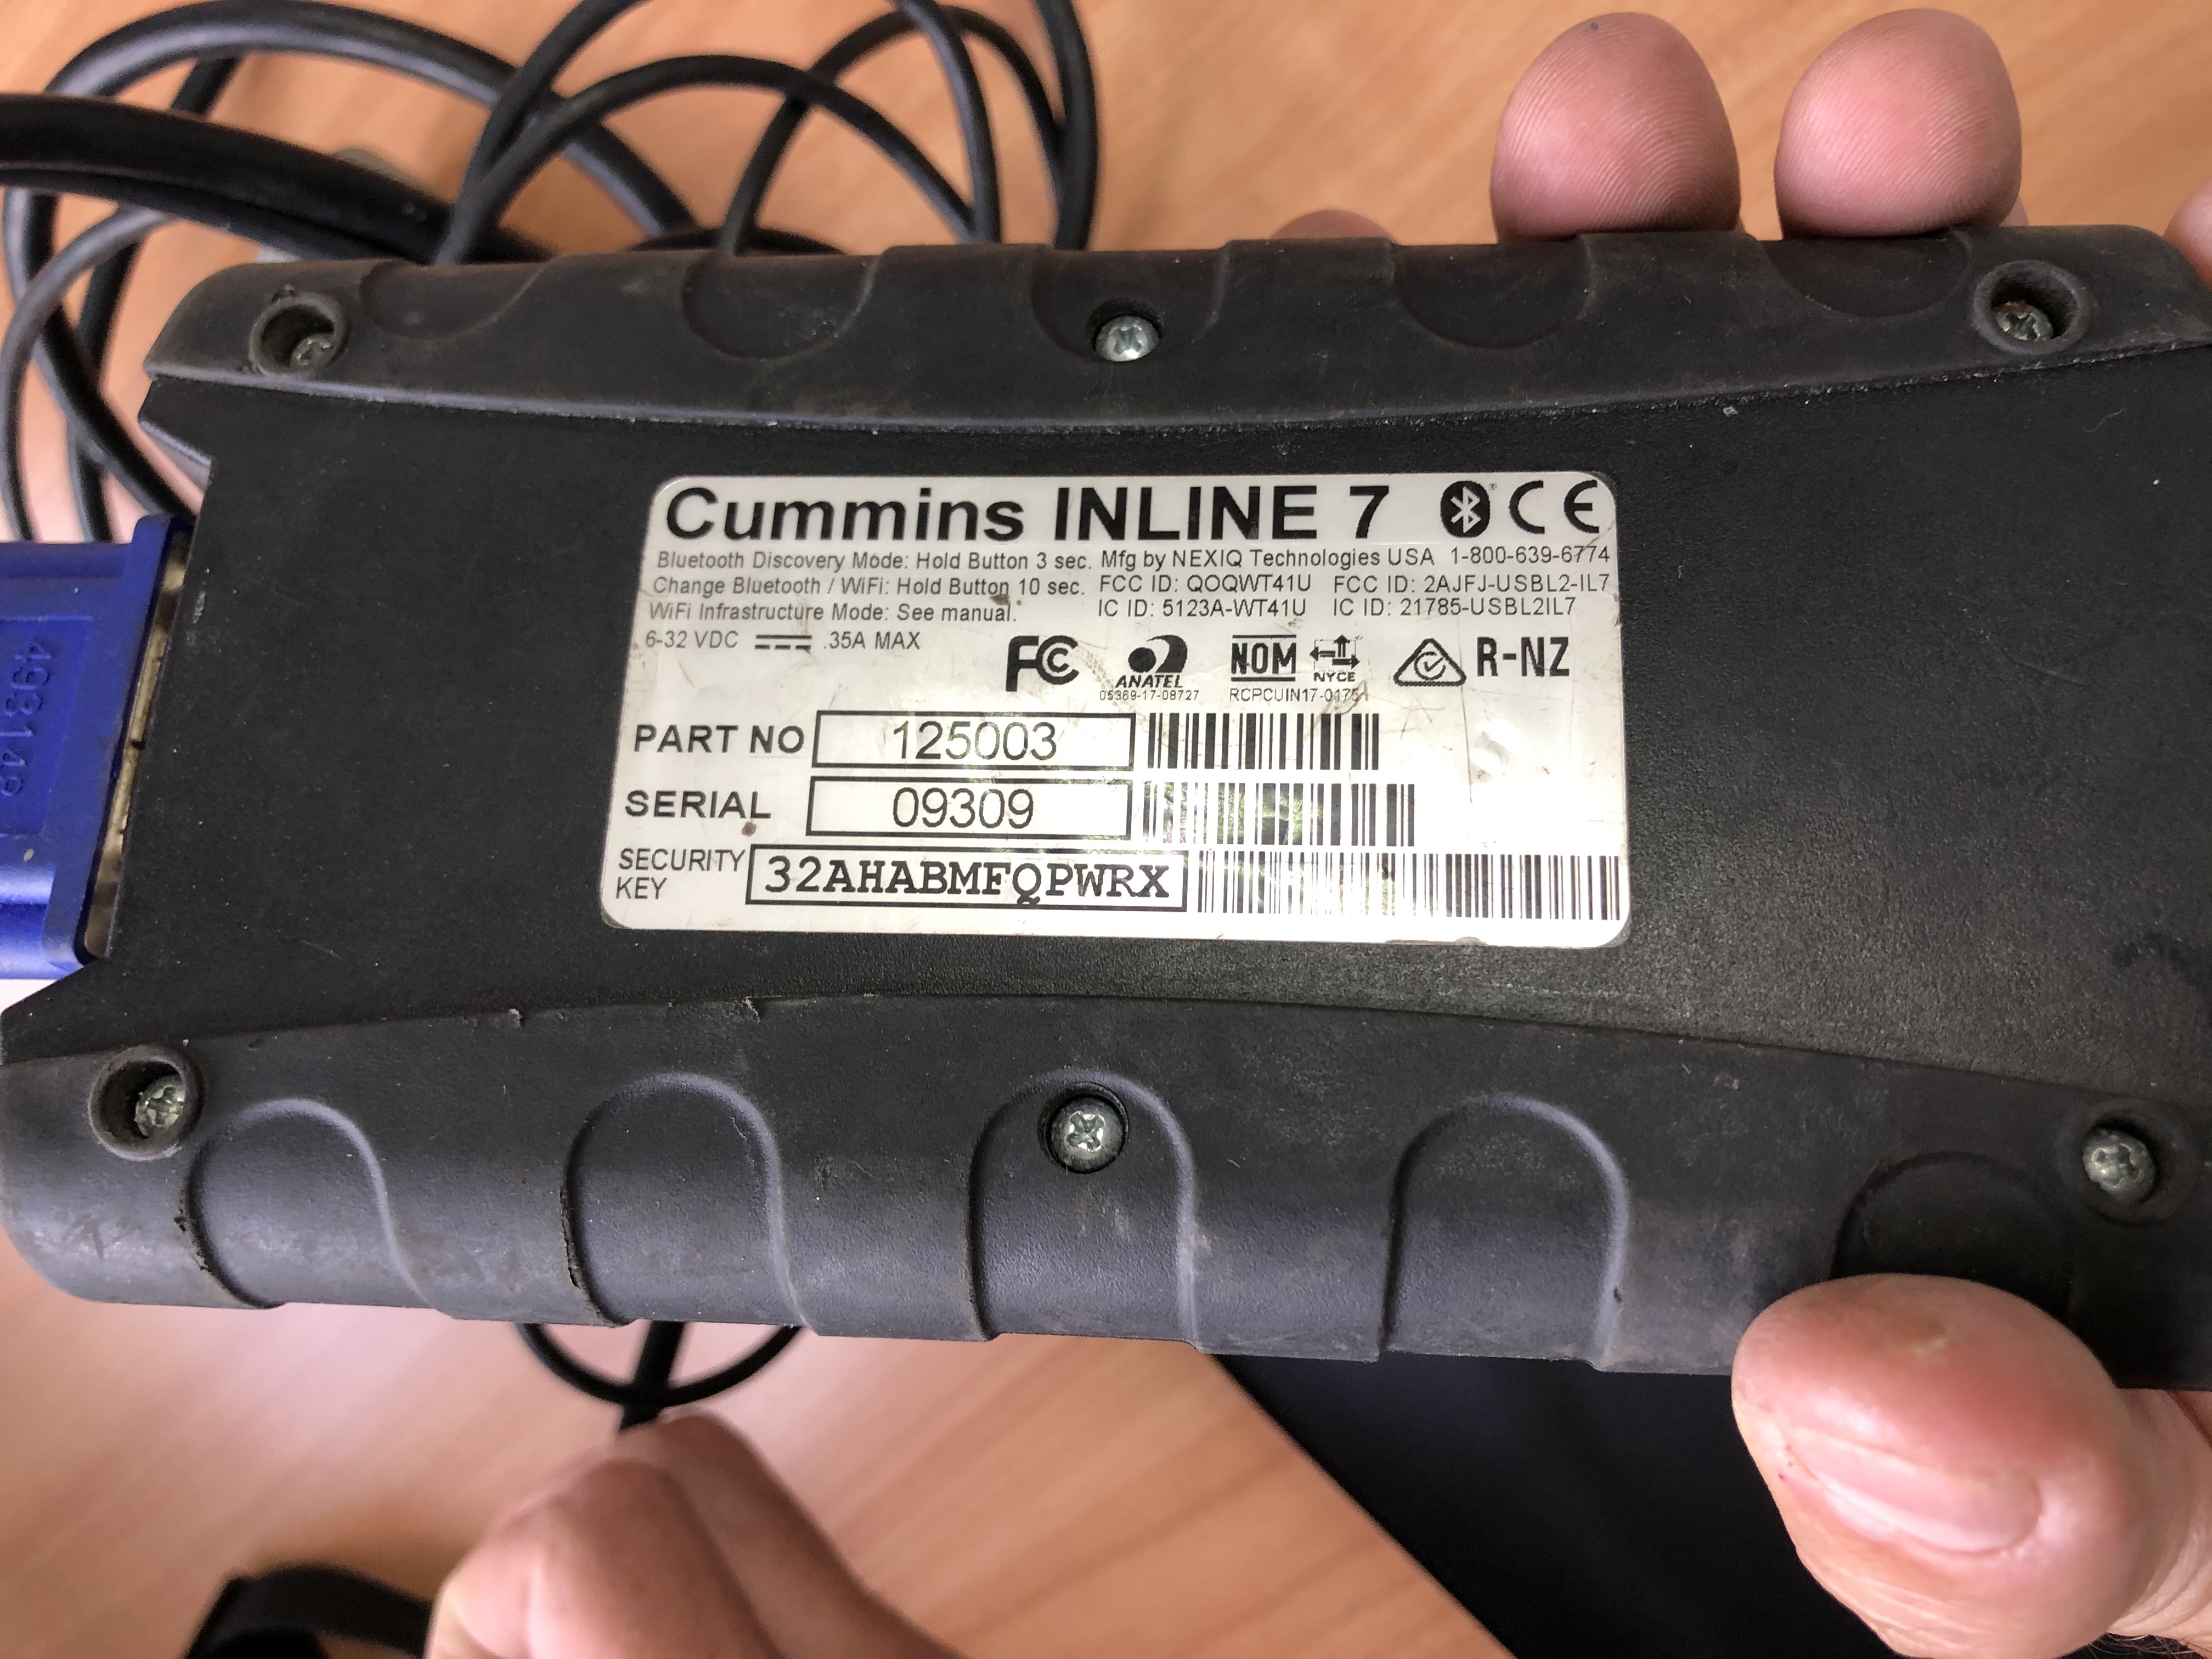 Cummins INLINE 7 CE
Bluetooth Discovery Mode: Hold Button 3 sec. Mfg by NEXIQ Technologies USA 1-800-639-6774
Change Bluetooth / WiFi: Hold Button 10 sec. FCC ID: QOQWT41U FCC ID: 2AJFJ-USBL2-IL7
WiFi Infrastructure Mode: See manual. IC ID: 5123A-WT41U IC ID: 21785-USBL2IL7
6-32 VDC .35A MAX
FC ANATEL NOM NYCE R-NZ
05369-17-08727 RCPCUIN17-0175
PART NO 125003
SERIAL 09309
SECURITY KEY 32AHABMFQPWRX